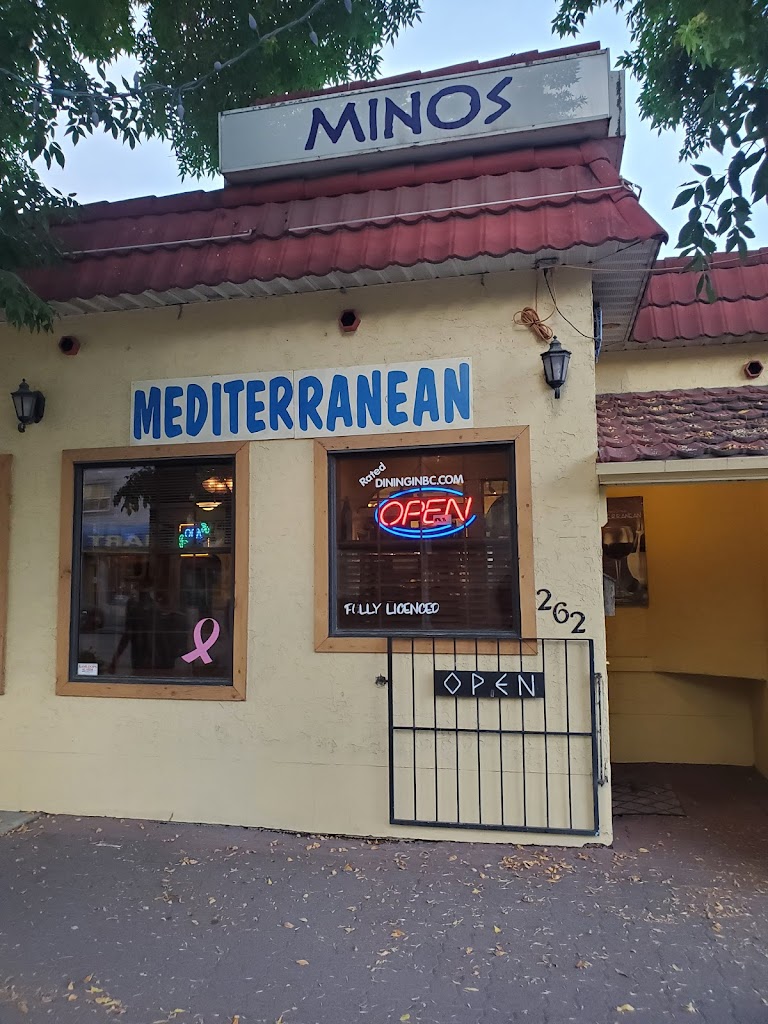 MINOS
MEDITERRANEAN
Rated
DININGINBC.COM
OPEN
FULLY LICENCED
262
OPEN